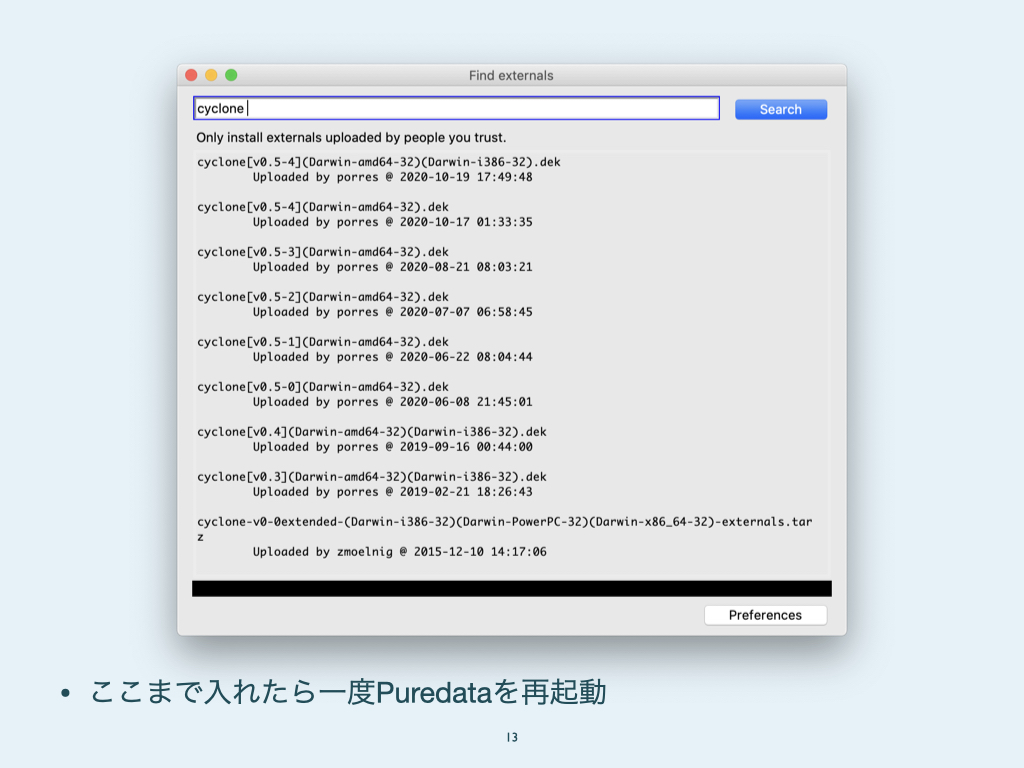 Find externals
cyclone
Search
Only install externals uploaded by people you trust.
cyclone[v0.5-4](Darwin-amd64-32)(Darwin-i386-32).dek
Uploaded by porres @ 2020-10-19 17:49:48
cyclone[v0.5-4](Darwin-amd64-32).dek
Uploaded by porres @ 2020-10-17 01:33:35
cyclone[v0.5-3](Darwin-amd64-32).dek
Uploaded by porres @ 2020-08-21 08:03:21
cyclone[v0.5-2](Darwin-amd64-32).dek
Uploaded by porres @ 2020-07-07 06:58:45
cyclone[v0.5-1](Darwin-amd64-32).dek
Uploaded by porres @ 2020-06-22 08:04:44
cyclone[v0.5-0](Darwin-amd64-32).dek
Uploaded by porres @ 2020-06-08 21:45:01
cyclone[v0.4](Darwin-amd64-32)(Darwin-i386-32).dek
Uploaded by porres @ 2019-09-16 00:44:00
cyclone[v0.3](Darwin-amd64-32)(Darwin-i386-32).dek
Uploaded by porres @ 2019-02-21 18:26:43
cyclone-v0-0extended-(Darwin-i386-32)(Darwin-PowerPC-32)(Darwin-x86_64-32)-externals.tar
z
Uploaded by zmoelnig @ 2015-12-10 14:17:06
Preferences
• ここまで入れたら一度Puredataを再起動
13